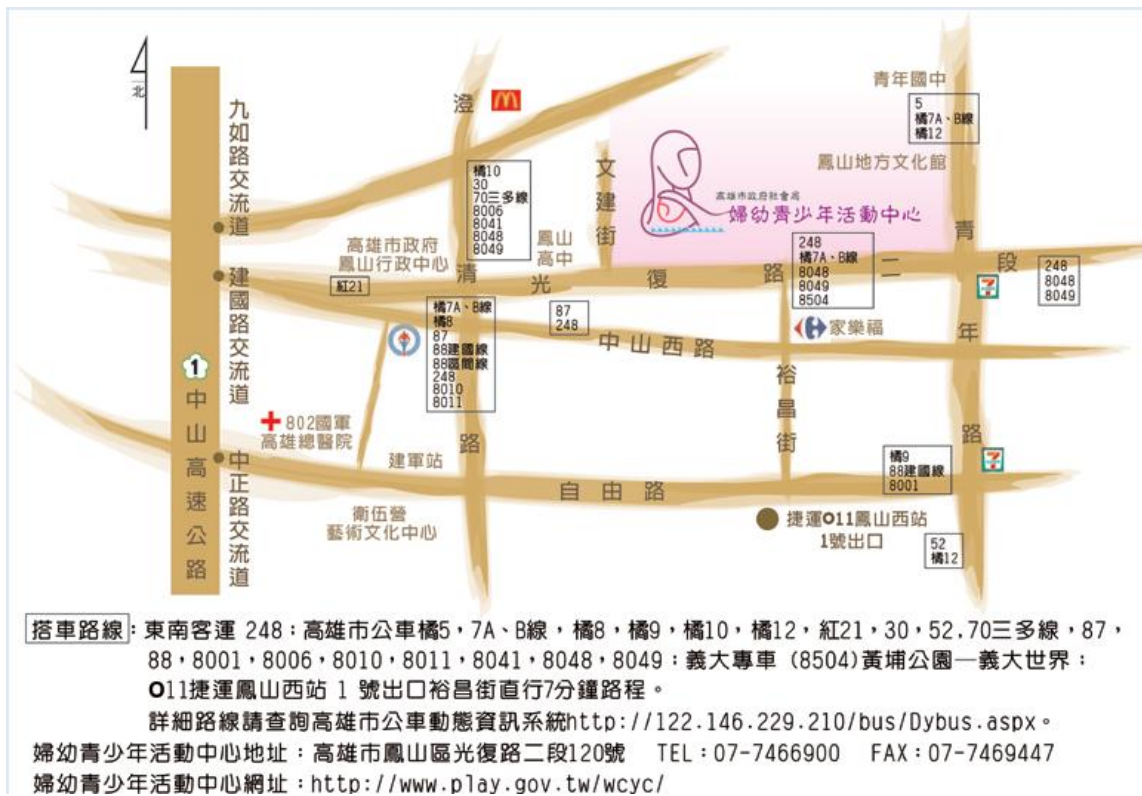 北
九如路交流道
建國路交流道
中正路交流道
1
中山高速公路
澄清路
文建街
青年國中
5
橘7A、B線
橘12
鳳山地方文化館
高雄市政府社會局
婦幼青少年活動中心
橘10
30
70三多線
8006
8041
8048
8049
鳳山
高中
高雄市政府
鳳山行政中心
紅21
光復路二段
248
橘7A、B線
8048
8049
8504
248
8048
8049
青年路
7
橘7A、B線
橘8
87
88建國線
88區間線
248
8010
8011
87
248
中山西路
家樂福
裕昌街
802國軍
高雄總醫院
建軍站
自由路
橘9
88建國線
8001
7
衛伍營
藝術文化中心
捷運O11鳳山西站
1號出口
52
橘12
搭車路線：東南客運 248；高雄市公車橘5，7A、B線，橘8，橘9，橘10，橘12，紅21，30，52.70三多線，87，
88，8001，8006，8010，8011，8041，8048，8049；義大專車 (8504)黃埔公園—義大世界；
O11捷運鳳山西站 1 號出口裕昌街直行7分鐘路程。
詳細路線請查詢高雄市公車動態資訊系統http://122.146.229.210/bus/Dybus.aspx。
婦幼青少年活動中心地址：高雄市鳳山區光復路二段120號 TEL：07-7466900 FAX：07-7469447
婦幼青少年活動中心網址：http://www.play.gov.tw/wcyc/